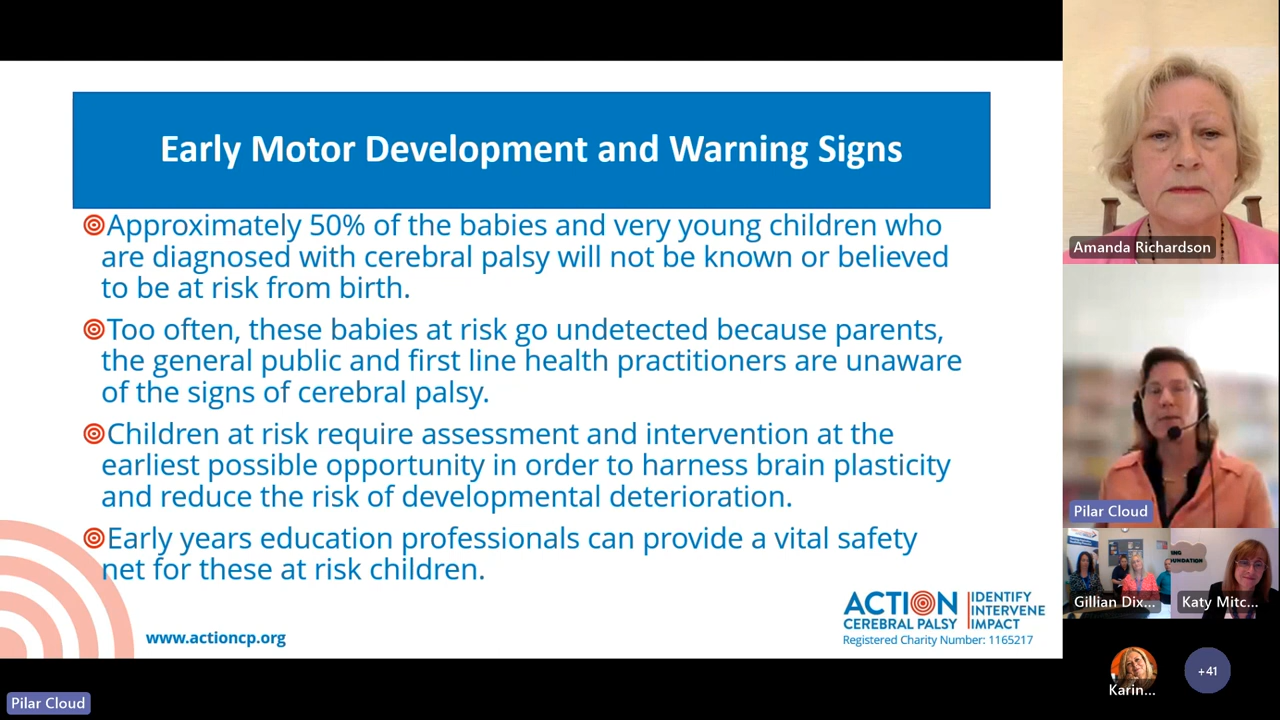 Early Motor Development and Warning Signs
Approximately 50% of the babies and very young children who
are diagnosed with cerebral palsy will not be known or believed
to be at risk from birth.
Too often, these babies at risk go undetected because parents,
the general public and first line health practitioners are unaware
of the signs of cerebral palsy.
Children at risk require assessment and intervention at the
earliest possible opportunity in order to harness brain plasticity
and reduce the risk of developmental deterioration.
Early years education professionals can provide a vital safety
net for these at risk children.
www.actioncp.org
ACTION
CEREBRAL PALSY
IDENTIFY
INTERVENE
IMPACT
Registered Charity Number: 1165217
Pilar Cloud
Amanda Richardson
Pilar Cloud
Gillian Dix...
Katy Mitc...
Karin...
+41